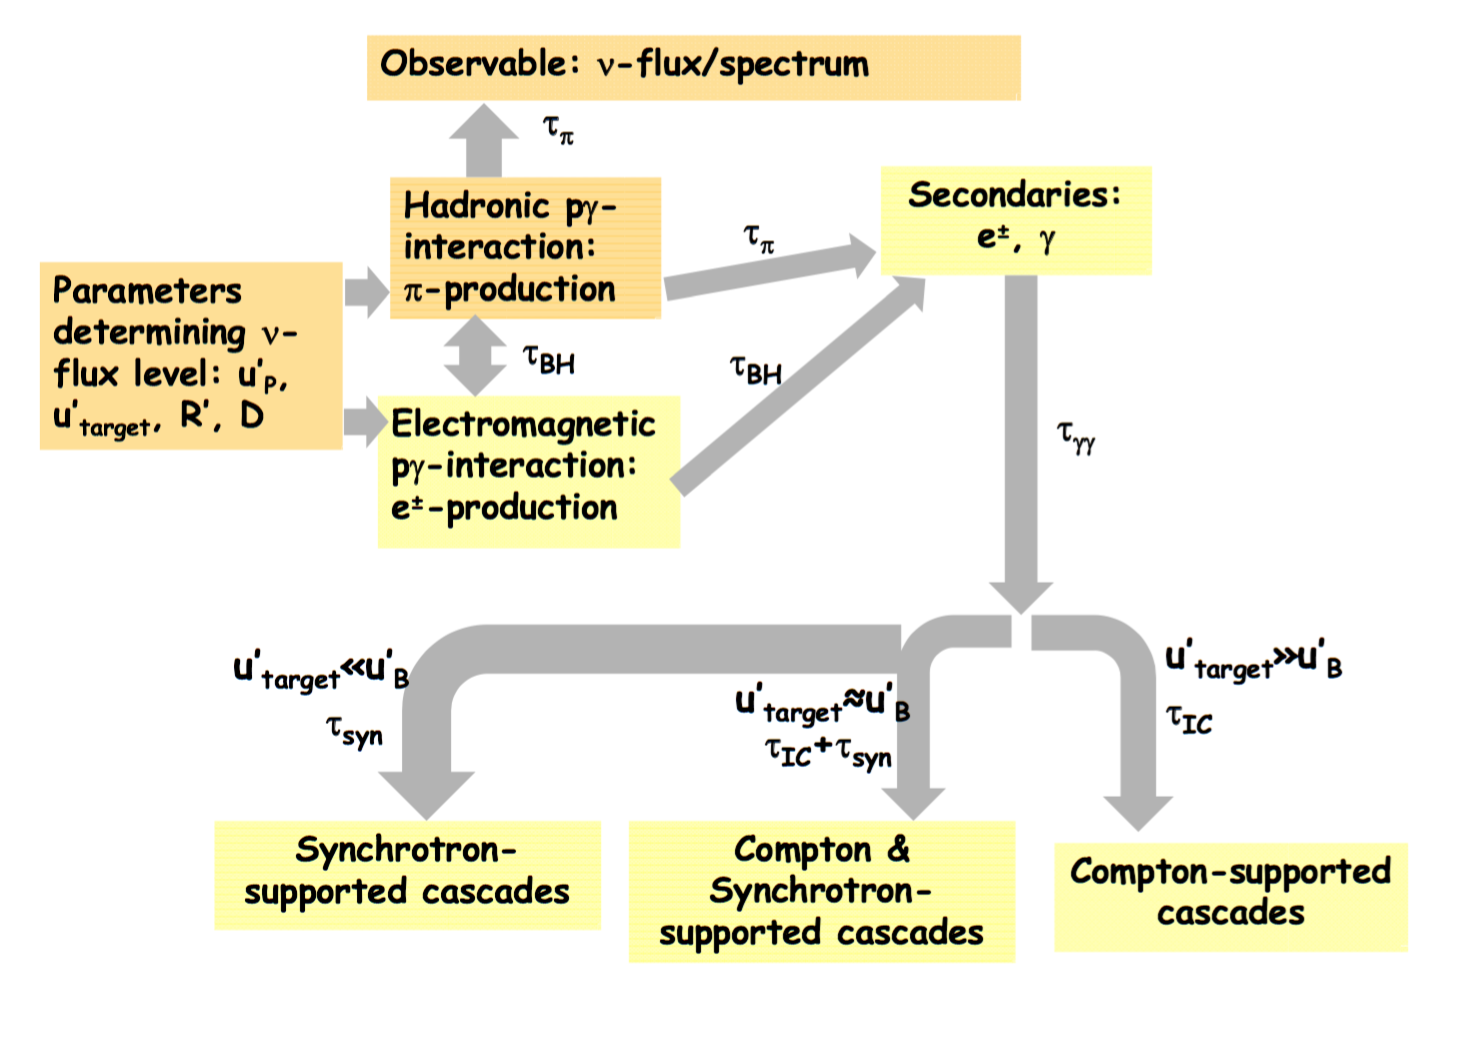 Observable: ν-flux/spectrum
τπ
Hadronic pγ-
interaction:
π-production
Secondaries:
e±, γ
τπ
Parameters
determining ν-
flux level: u'P,
u'target, R', D
τBH
τBH
Electromagnetic
pγ-interaction:
e±-production
τγγ
u'target«u'B
τsyn
u'target≈u'B
τIC+τsyn
u'target»u'B
τIC
Synchrotron-
supported cascades
Compton &
Synchrotron-
supported cascades
Compton-supported
cascades